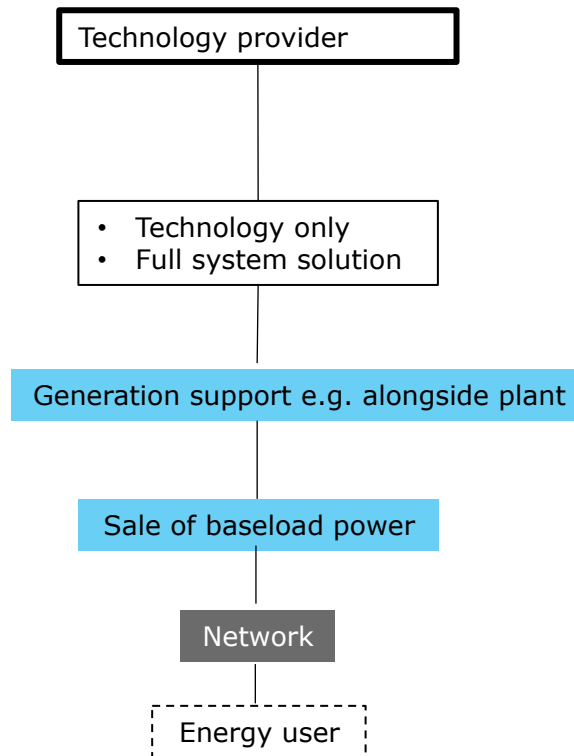 Technology provider
• Technology only
• Full system solution
Generation support e.g. alongside plant
Sale of baseload power
Network
Energy user